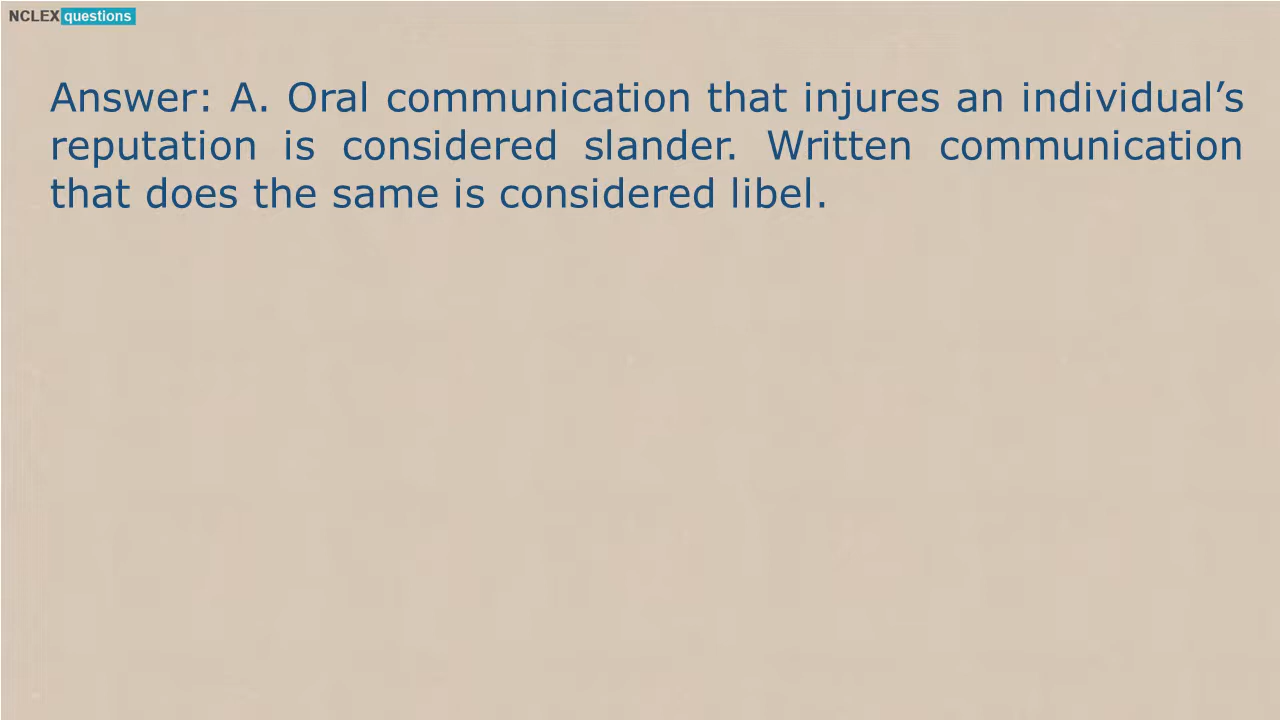 NCLEX questions
Answer: A. Oral communication that injures an individual’s
reputation is considered slander. Written communication
that does the same is considered libel.